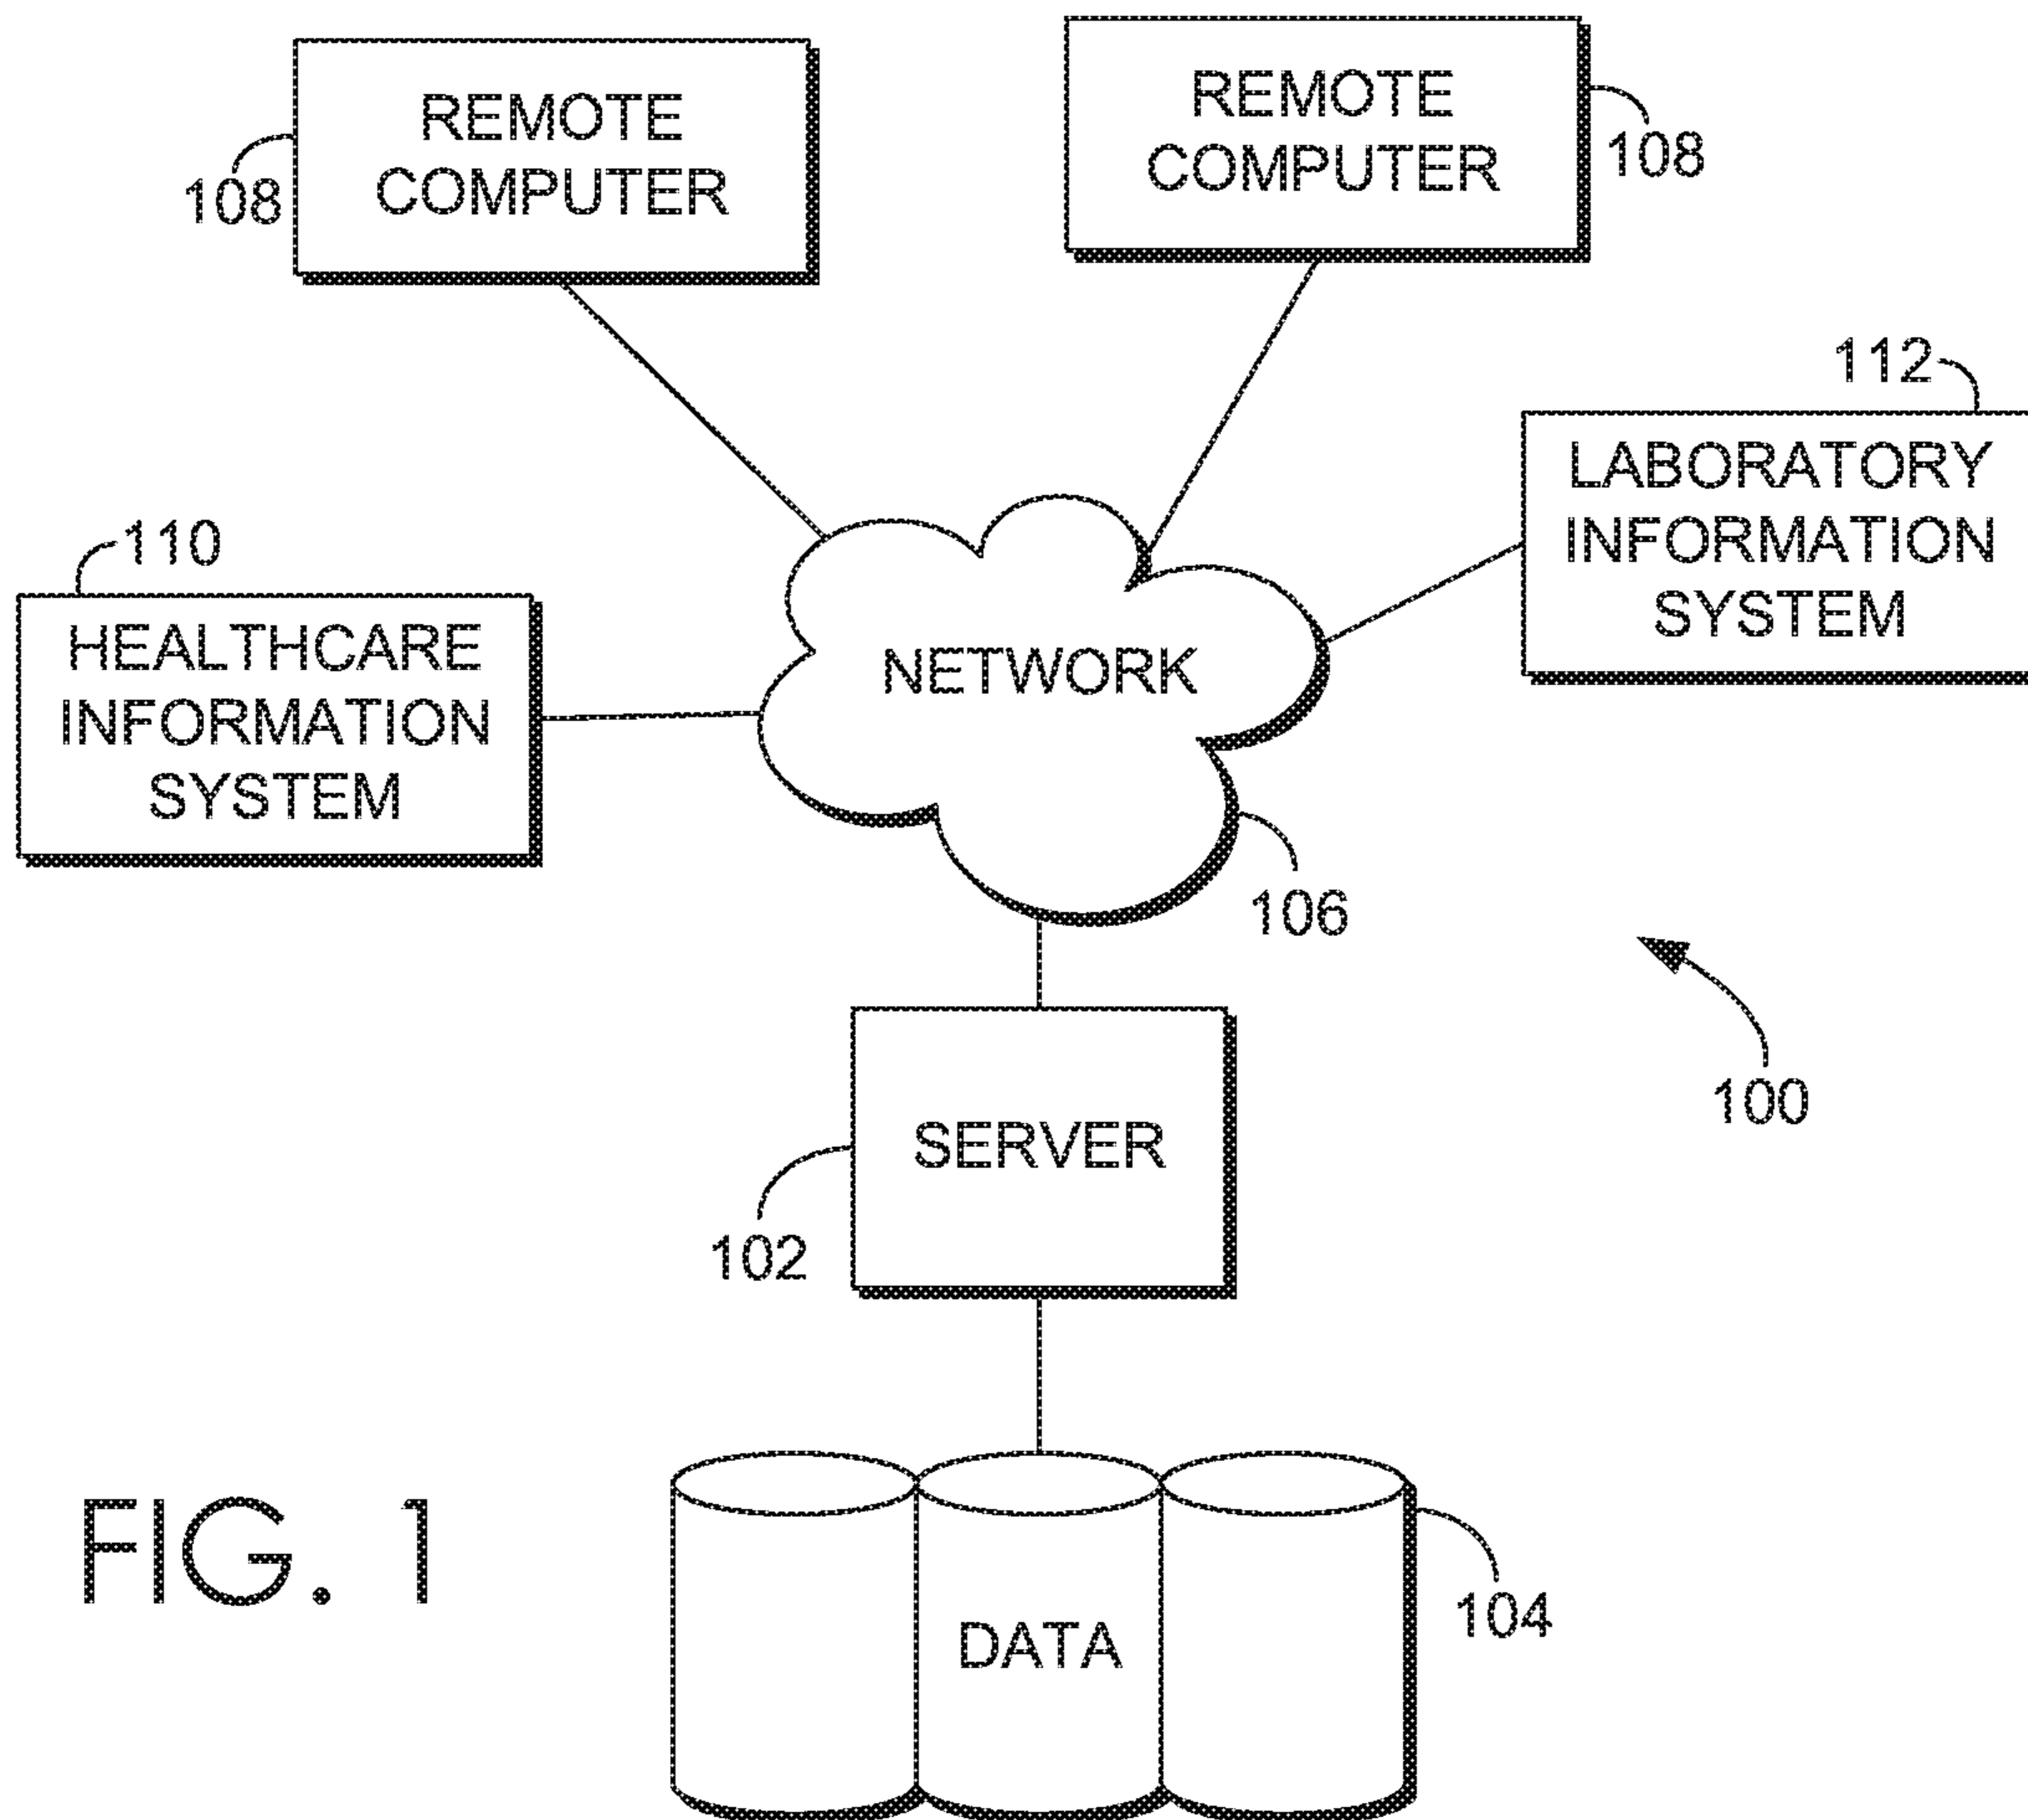 REMOTE
COMPUTER
108
REMOTE
COMPUTER
108
112
LABORATORY
INFORMATION
SYSTEM
110
HEALTHCARE
INFORMATION
SYSTEM
NETWORK
106
100
SERVER
102
FIG. 1
DATA
104